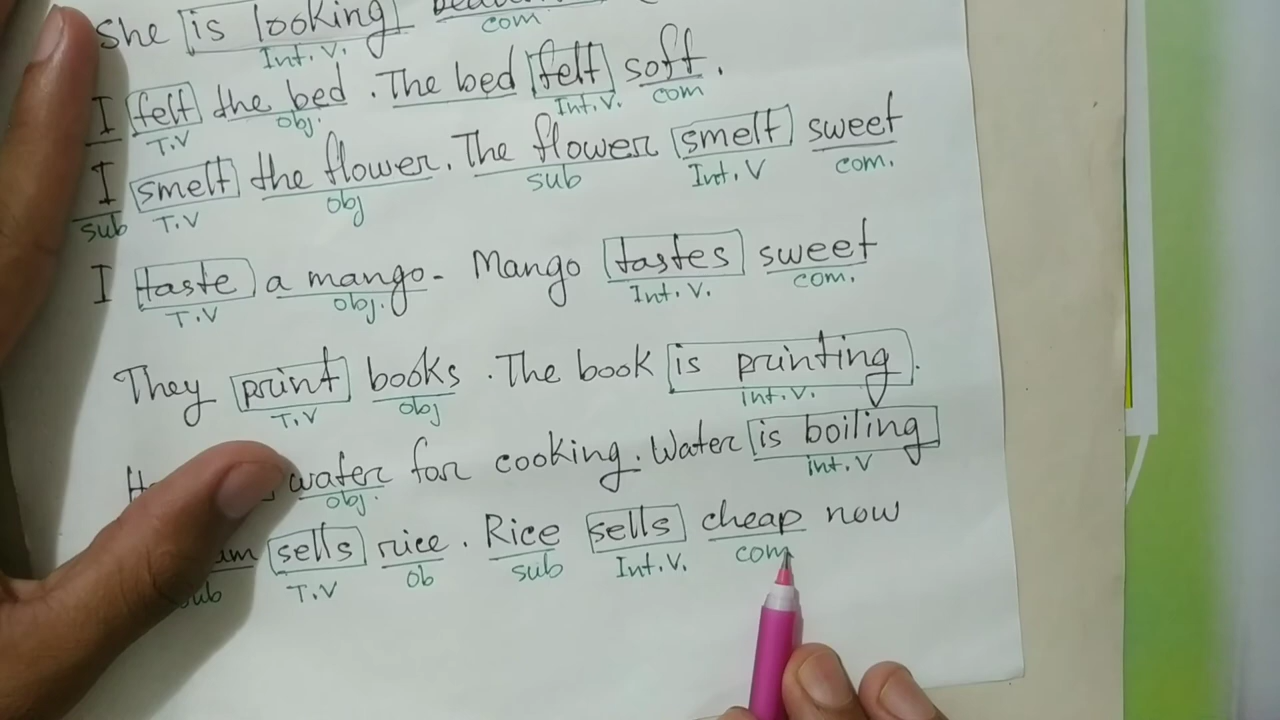 She is looking
com
Int. V.
I felt the bed. The bed felt soft.
T.V obj. Int.V. com
I smelt the flower. The flower smelt sweet
sub T.V obj sub Int. V com.
I taste a mango- Mango tastes sweet
T.V obj. Int. V. com.
They print books. The book is printing.
T.V obj int. V.
water for cooking. Water is boiling
obj. int. V
sells rice. Rice sells cheap now
sub T.V ob sub Int.V. com